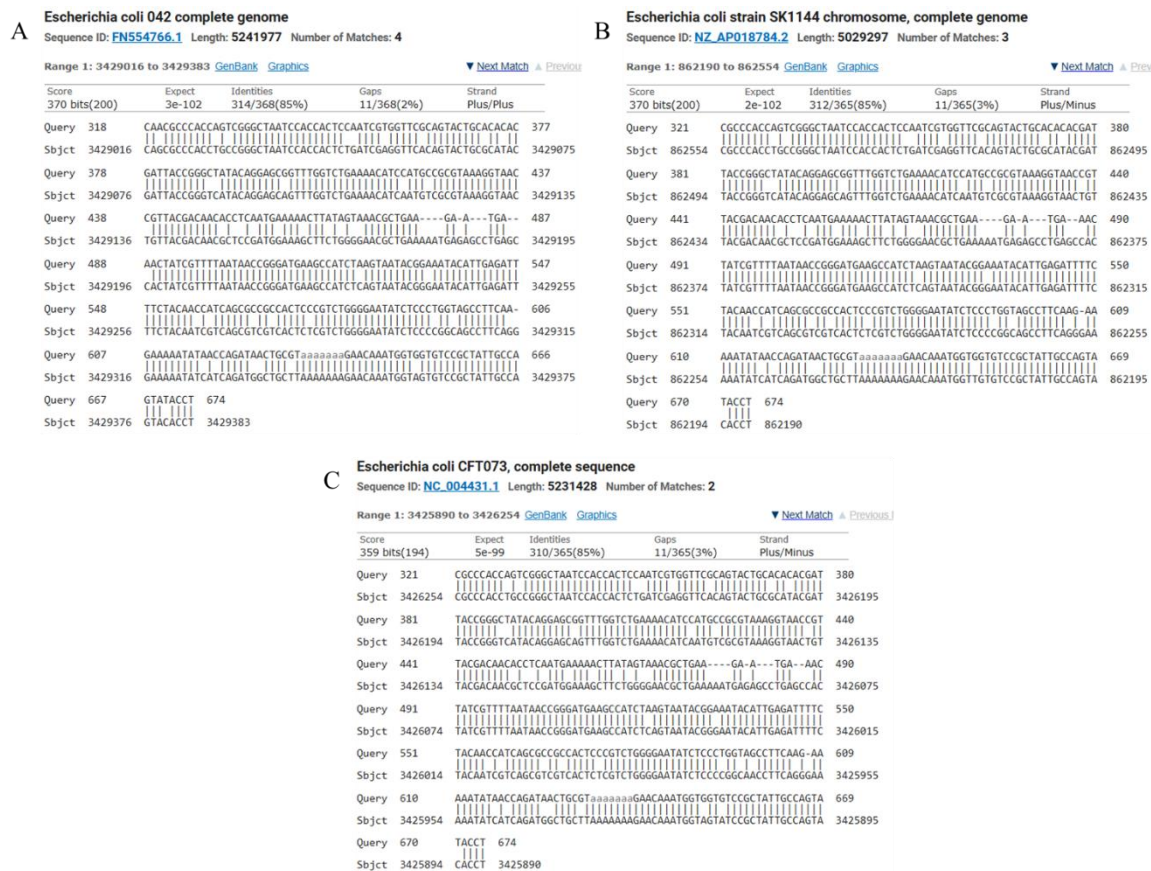 A
Escherichia coli 042 complete genome
Sequence ID: FN554766.1 Length: 5241977 Number of Matches: 4
Range 1: 3429016 to 3429383 GenBank Graphics ▼ Next Match ▲ Previous
Score Expect Identities Gaps Strand
370 bits(200) 3e-102 314/368(85%) 11/368(2%) Plus/Plus
Query 318 CAACGCCCACCAGTCGGGCTAATCCACCACTCCAATCGTGGTTCGCAGTACTGCACACAC 377
Sbjct 3429016 CAGCGCCCACCTGCCGGGCTAATCCACCACTCTGATCGAGGTTCACAGTACTGCGCATAC 3429075
Query 378 GATTACCGGGCTATACAGGAGCGGTTTGGTCTGAAAACATCCATGCCGCGTAAAGGTAAC 437
Sbjct 3429076 GATTACCGGGTCATACAGGAGCAGTTTGGTCTGAAAACATCAATGTCGCGTAAAGGTAAC 3429135
Query 438 CGTTACGACAACACCTCAATGAAAAACTTATAGTAAACGCTGAA----GA-A---TGA-- 487
Sbjct 3429136 TGTTACGACAACGCTCCGATGGAAAGCTTCTGGGGAACGCTGAAAAATGAGAGCCTGAGC 3429195
Query 488 AACTATCGTTTTAATAACCGGGATGAAGCCATCTAAGTAATACGGAAATACATTGAGATT 547
Sbjct 3429196 CACTATCGTTTTAATAACCGGGATGAAGCCATCTCAGTAATACGGGAATACATTGAGATT 3429255
Query 548 TTCTACAACCATCAGCGCCGCCACTCCCGTCTGGGGAATATCTCCCTGGTAGCCTTCAA- 606
Sbjct 3429256 TTCTACAATCGTCAGCGTCGTCACTCTCGTCTGGGGAATATCTCCCCGGCAGCCTTCAGG 3429315
Query 607 GAAAAATATAACCAGATAACTGCGTaaaaaaaGAACAAATGGTGGTGTCCGCTATTGCCA 666
Sbjct 3429316 GAAAAATATCATCAGATGGCTGCTTAAAAAAAGAACAAATGGTAGTGTCCGCTATTGCCA 3429375
Query 667 GTATACCT 674
Sbjct 3429376 GTACACCT 3429383
B
Escherichia coli strain SK1144 chromosome, complete genome
Sequence ID: NZ_AP018784.2 Length: 5029297 Number of Matches: 3
Range 1: 862190 to 862554 GenBank Graphics ▼ Next Match ▲
Score Expect Identities Gaps Strand
370 bits(200) 2e-102 312/365(85%) 11/365(3%) Plus/Minus
Query 321 CGCCCACCAGTCGGGCTAATCCACCACTCCAATCGTGGTTCGCAGTACTGCACACACGAT 380
Sbjct 862554 CGCCCACCTGCCGGGCTAATCCACCACTCTGATCGAGGTTCACAGTACTGCGCATACGAT 862495
Query 381 TACCGGGCTATACAGGAGCGGTTTGGTCTGAAAACATCCATGCCGCGTAAAGGTAACCGT 440
Sbjct 862494 TACCGGGTCATACAGGAGCAGTTTGGTCTGAAAACATCAATGTCGCGTAAAGGTAACTGT 862435
Query 441 TACGACAACACCTCAATGAAAAACTTATAGTAAACGCTGAA----GA-A---TGA--AAC 490
Sbjct 862434 TACGACAACGCTCCGATGGAAAGCTTCTGGGGAACGCTGAAAAATGAGAGCCTGAGCCAC 862375
Query 491 TATCGTTTTAATAACCGGGATGAAGCCATCTAAGTAATACGGAAATACATTGAGATTTTC 550
Sbjct 862374 TATCGTTTTAATAACCGGGATGAAGCCATCTCAGTAATACGGGAATACATTGAGATTTTC 862315
Query 551 TACAACCATCAGCGCCGCCACTCCCGTCTGGGGAATATCTCCCTGGTAGCCTTCAAG-AA 609
Sbjct 862314 TACAATCGTCAGCGTCGTCACTCTCGTCTGGGGAATATCTCCCCGGCAGCCTTCAGGGAA 862255
Query 610 AAATATAACCAGATAACTGCGTaaaaaaaGAACAAATGGTGGTGTCCGCTATTGCCAGTA 669
Sbjct 862254 AAATATCATCAGATGGCTGCTTAAAAAAAGAACAAATGGTTGTGTCCGCTATTGCCAGTA 862195
Query 670 TACCT 674
Sbjct 862194 CACCT 862190
C
Escherichia coli CFT073, complete sequence
Sequence ID: NC_004431.1 Length: 5231428 Number of Matches: 2
Range 1: 3425890 to 3426254 GenBank Graphics ▼ Next Match ▲ Previous
Score Expect Identities Gaps Strand
359 bits(194) 5e-99 310/365(85%) 11/365(3%) Plus/Minus
Query 321 CGCCCACCAGTCGGGCTAATCCACCACTCCAATCGTGGTTCGCAGTACTGCACACACGAT 380
Sbjct 3426254 CGCCCACCTGCCGGGCTAATCCACCACTCTGATCGAGGTTCACAGTACTGCGCATACGAT 3426195
Query 381 TACCGGGCTATACAGGAGCGGTTTGGTCTGAAAACATCCATGCCGCGTAAAGGTAACCGT 440
Sbjct 3426194 TACCGGGTCATACAGGAGCAGTTTGGTCTGAAAACATCAATGTCGCGTAAAGGTAACTGT 3426135
Query 441 TACGACAACACCTCAATGAAAAACTTATAGTAAACGCTGAA----GA-A---TGA--AAC 490
Sbjct 3426134 TACGACAACGCTCCGATGGAAAGCTTCTGGGGAACGCTGAAAAATGAGAGCCTGAGCCAC 3426075
Query 491 TATCGTTTTAATAACCGGGATGAAGCCATCTAAGTAATACGGAAATACATTGAGATTTTC 550
Sbjct 3426074 TATCGTTTTAATAACCGGGATGAAGCCATCTCAGTAATACGGGAATACATTGAGATTTTC 3426015
Query 551 TACAACCATCAGCGCCGCCACTCCCGTCTGGGGAATATCTCCCTGGTAGCCTTCAAG-AA 609
Sbjct 3426014 TACAATCGTCAGCGTCGTCACTCTCGTCTGGGGAATATCTCCCCGGCAACCTTCAGGGAA 3425955
Query 610 AAATATAACCAGATAACTGCGTaaaaaaaGAACAAATGGTGGTGTCCGCTATTGCCAGTA 669
Sbjct 3425954 AAATATCATCAGATGGCTGCTTAAAAAAAGAACAAATGGTAGTATCCGCTATTGCCAGTA 3425895
Query 670 TACCT 674
Sbjct 3425894 CACCT 3425890